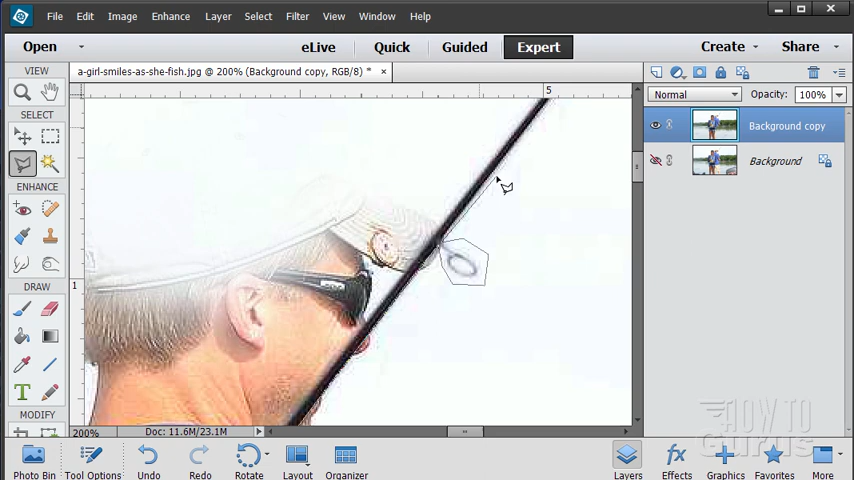 File Edit Image Enhance Layer Select Filter View Window Help
Open eLive Quick Guided Expert Create Share
VIEW
a-girl-smiles-as-she-fish.jpg @ 200% (Background copy, RGB/8) * ×
5
Normal Opacity: 100%
SELECT
Background copy
Background
ENHANCE
1
DRAW
T
MODIFY
200% Doc: 11.6M/23.1M
HOW TO
Gurus
Photo Bin Tool Options Undo Redo Rotate Layout Organizer Layers fx Effects Graphics Favorites More